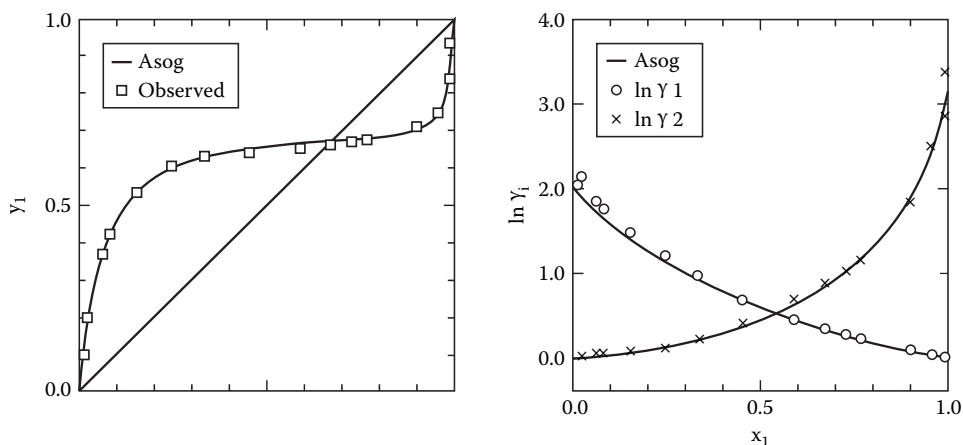 1.0
Asog
Observed
y1
0.5
0.0
4.0
Asog
ln γ 1
ln γ 2
3.0
ln γi
2.0
1.0
0.0
0.0 0.5 1.0
x1